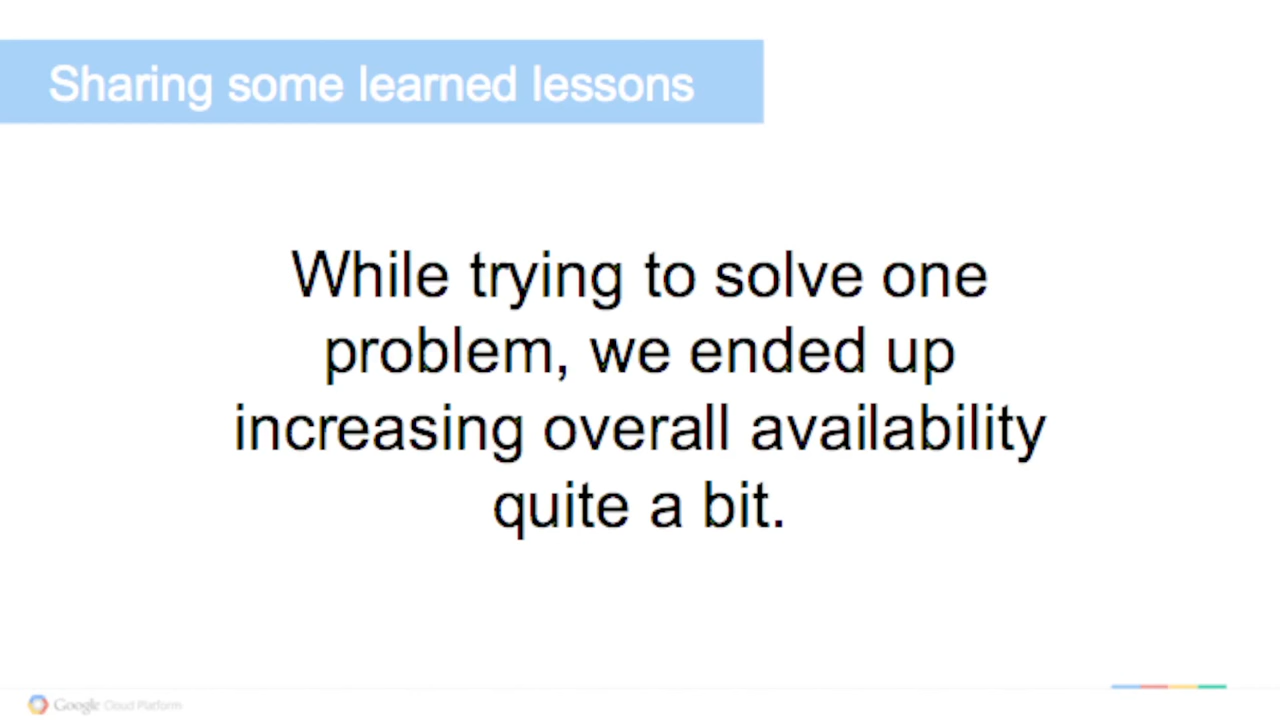 Sharing some learned lessons
While trying to solve one
problem, we ended up
increasing overall availability
quite a bit.
Google Cloud Platform